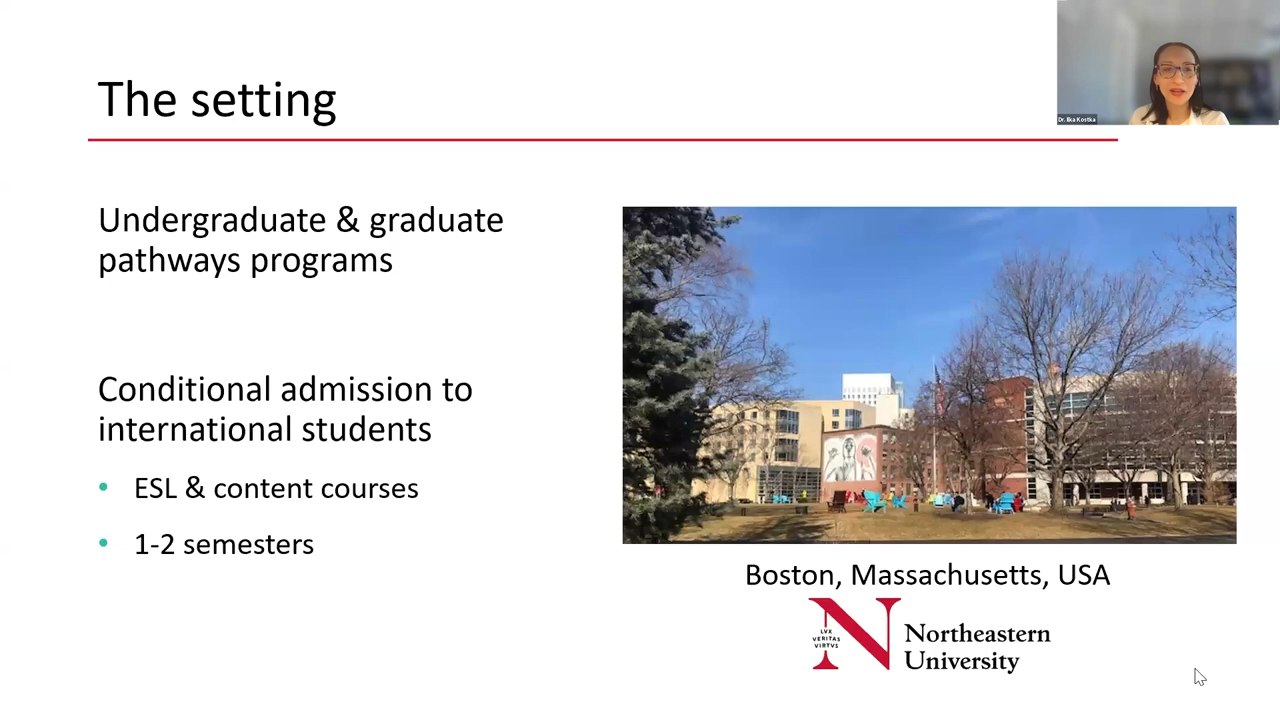 The setting
Dr. Ilka Kostka
Undergraduate & graduate
pathways programs
Conditional admission to
international students
• ESL & content courses
• 1-2 semesters
Boston, Massachusetts, USA
LVX
VERITAS
VIRTVS
Northeastern
University